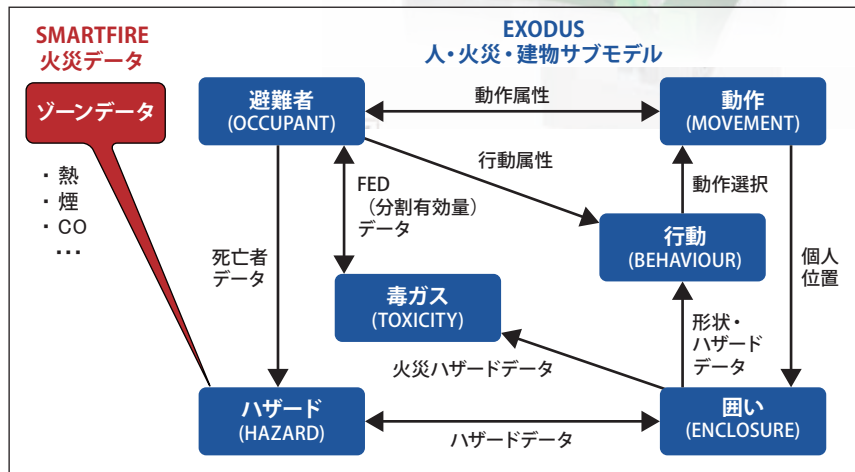 SMARTFIRE
火災データ
EXODUS
人・火災・建物サブモデル
ゾーンデータ
・ 熱
・ 煙
・ CO
…
避難者
(OCCUPANT)
動作属性
動作
(MOVEMENT)
行動属性
FED
（分割有効量）
データ
動作選択
行動
(BEHAVIOUR)
死亡者
データ
個人
位置
毒ガス
(TOXICITY)
形状・
ハザード
データ
火災ハザードデータ
ハザード
(HAZARD)
ハザードデータ
囲い
(ENCLOSURE)